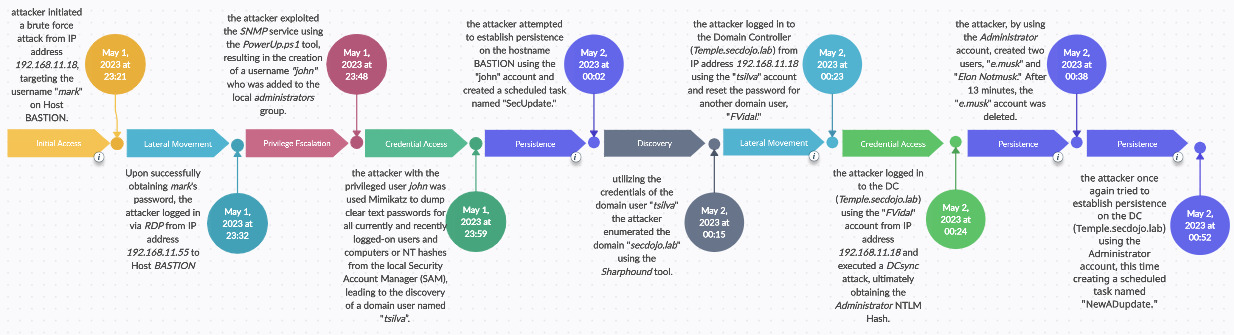 attacker initiated
a brute force
attack from IP
address
192.168.11.18,
targeting the
username "mark"
on Host
BASTION.
May 1,
2023 at
23:21
Initial Access
i
Lateral Movement
Upon successfully
obtaining mark's
password, the
attacker logged in
via RDP from IP
address
192.168.11.55 to
Host BASTION
May 1,
2023 at
23:32
the attacker exploited
the SNMP service using
the PowerUp.ps1 tool,
resulting in the creation
of a username "john"
who was added to the
local administrators
group.
May 1,
2023 at
23:48
Privilege Escalation
Credential Access
the attacker with the
privileged user john was
used Mimikatz to dump
clear text passwords for
all currently and recently
logged-on users and
computers or NT hashes
from the local Security
Account Manager (SAM),
leading to the discovery
of a domain user named
"tsilva".
May 1,
2023 at
23:59
the attacker attempted
to establish persistence
on the hostname
BASTION using the
"john" account and
created a scheduled task
named "SecUpdate."
May 2,
2023 at
00:02
Persistence
i
Discovery
utilizing the
credentials of the
domain user "tsilva"
the attacker
enumerated the
domain "secdojo.lab"
using the
Sharphound tool.
May 2,
2023 at
00:15
the attacker logged in to
the Domain Controller
(Temple.secdojo.lab) from
IP address 192.168.11.18
using the "tsilva" account
and reset the password for
another domain user,
"FVidal."
May 2,
2023 at
00:23
Lateral Movement
i
Credential Access
the attacker logged in
to the DC
(Temple.secdojo.lab)
using the "FVidal"
account from IP
address
192.168.11.18 and
executed a DCsync
attack, ultimately
obtaining the
Administrator NTLM
Hash.
May 2,
2023 at
00:24
the attacker, by using
the Administrator
account, created two
users, "e.musk" and
"Elon Notmusk." After
13 minutes, the
"e.musk" account was
deleted.
May 2,
2023 at
00:38
Persistence
i
Persistence
i
the attacker once
again tried to
establish persistence
on the DC
(Temple.secdojo.lab)
using the
Administrator
account, this time
creating a scheduled
task named
"NewADupdate."
May 2,
2023 at
00:52